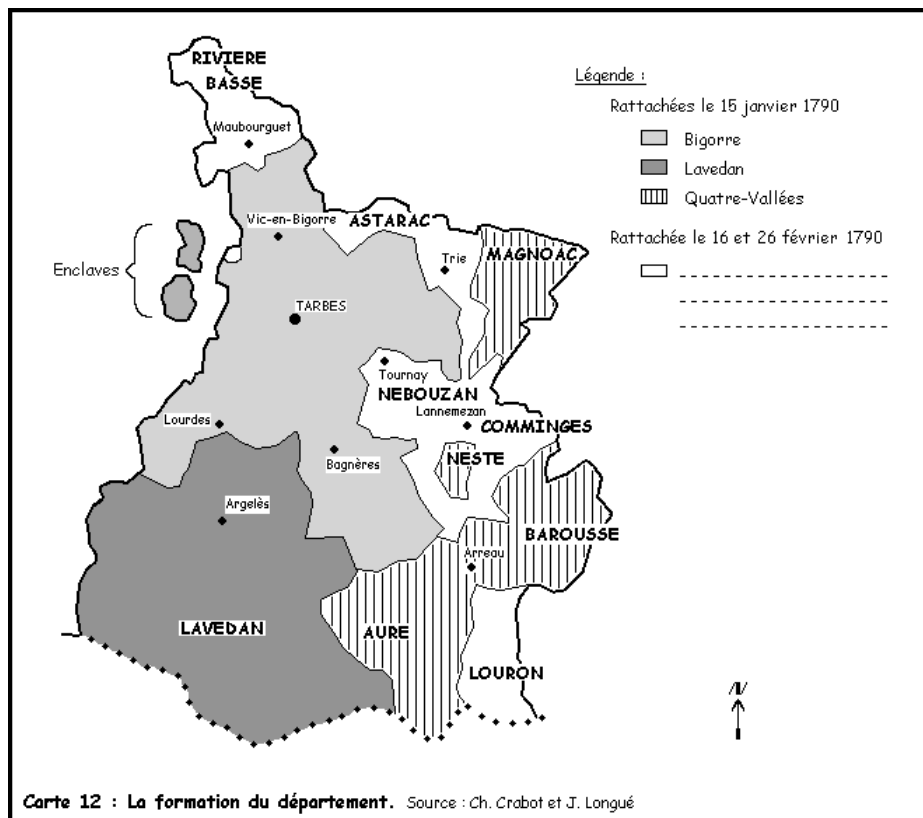 RIVIERE
BASSE
Maubourguet
Vic-en-Bigorre
ASTARAC
Trie
MAGNOAC
Enclaves
TARBES
Tournay
NEBOUZAN
Lannemezan
COMMINGES
Lourdes
Bagnères
NESTE
Argelès
BAROUSSE
Arreau
LAVEDAN
AURE
LOURON
Légende :
Rattachées le 15 janvier 1790
Bigorre
Lavedan
Quatre-Vallées
Rattachée le 16 et 26 février 1790
N
Carte 12 : La formation du département. Source : Ch. Crabot et J. Longué